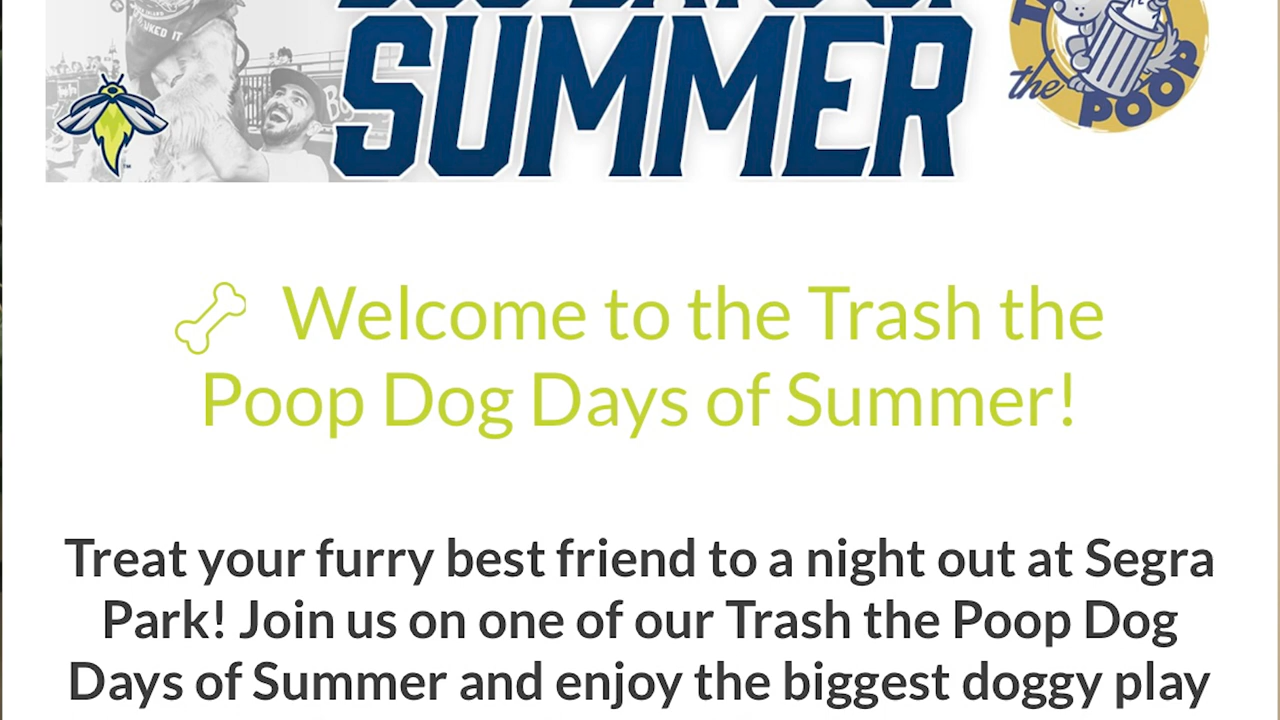 SUMMER
the
POOP
Welcome to the Trash the
Poop Dog Days of Summer!
Treat your furry best friend to a night out at Segra
Park! Join us on one of our Trash the Poop Dog
Days of Summer and enjoy the biggest doggy play